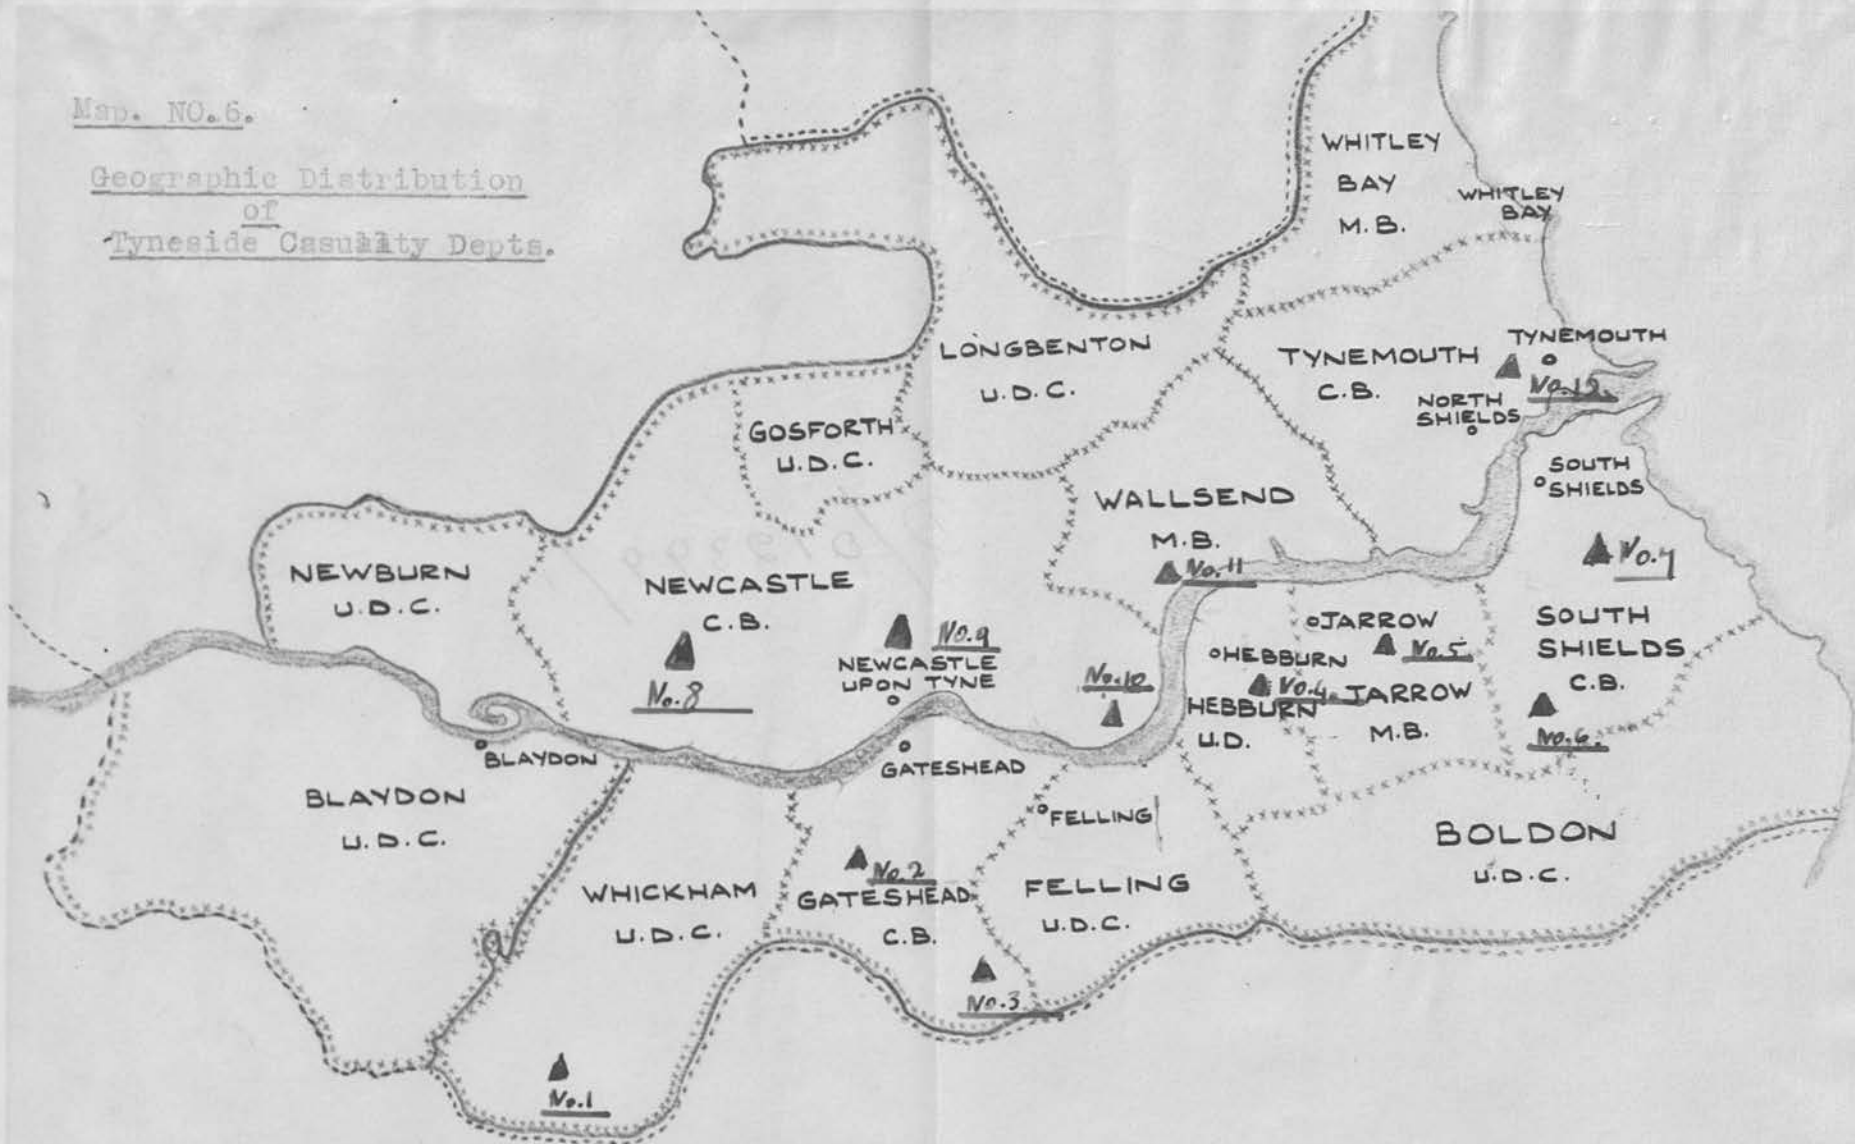 Map. NO.6.
Geographic Distribution
of
Tyneside Casualty Depts.
WHITLEY
BAY
M.B.
WHITLEY
BAY
LONGBENTON
U.D.C.
TYNEMOUTH
C.B.
TYNEMOUTH
No.12.
NORTH
SHIELDS
GOSFORTH
U.D.C.
SOUTH
SHIELDS
WALLSEND
M.B.
No.11
No.7
NEWBURN
U.D.C.
NEWCASTLE
C.B.
No.8
No.9
NEWCASTLE
UPON TYNE
No.10
JARROW
No.5
HEBBURN
No.4
HEBBURN
U.D.
JARROW
M.B.
SOUTH
SHIELDS
C.B.
No.6.
BLAYDON
BLAYDON
U.D.C.
GATESHEAD
FELLING
BOLDON
U.D.C.
WHICKHAM
U.D.C.
No.2
GATESHEAD
C.B.
FELLING
U.D.C.
No.3
No.1